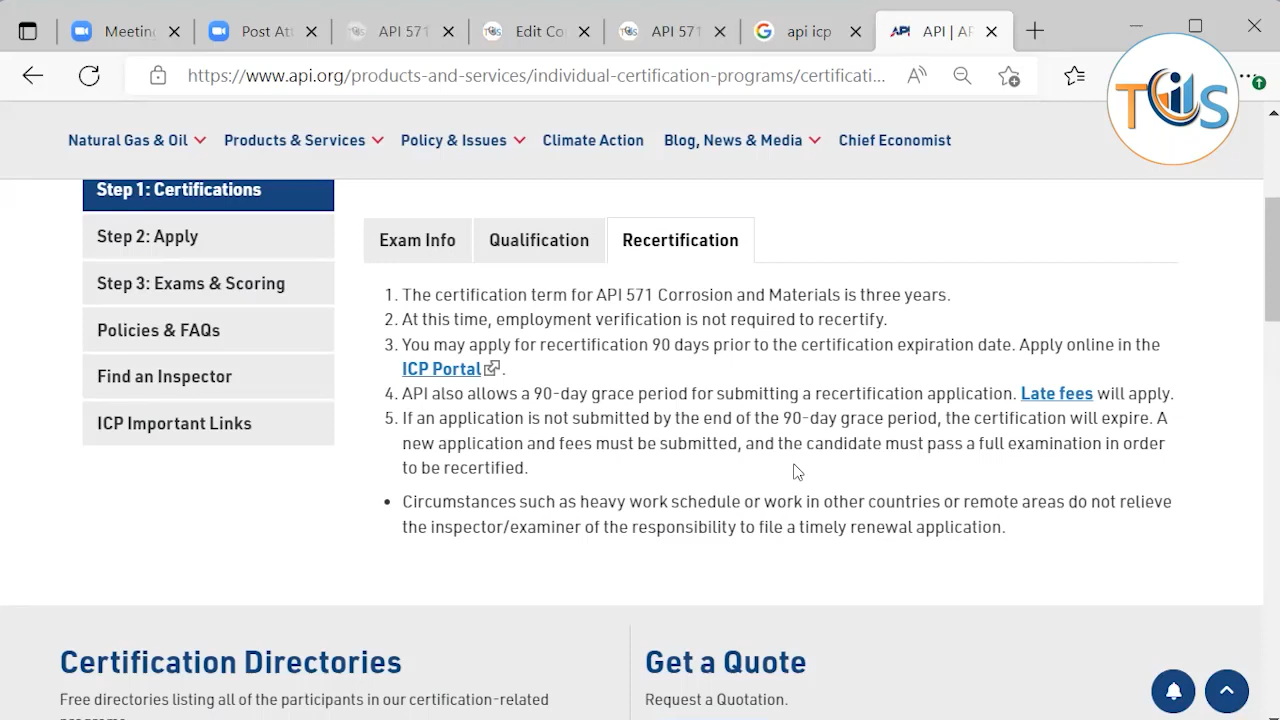 Meetin
Post At
API 571
Edit Co
API 571
api icp
API | AP
https://www.api.org/products-and-services/individual-certification-programs/certificati...
TCIIS
Natural Gas & Oil
Products & Services
Policy & Issues
Climate Action
Blog, News & Media
Chief Economist
Step 1: Certifications
Step 2: Apply
Step 3: Exams & Scoring
Policies & FAQs
Find an Inspector
ICP Important Links
Exam Info
Qualification
Recertification
1. The certification term for API 571 Corrosion and Materials is three years.
2. At this time, employment verification is not required to recertify.
3. You may apply for recertification 90 days prior to the certification expiration date. Apply online in the
ICP Portal.
4. API also allows a 90-day grace period for submitting a recertification application. Late fees will apply.
5. If an application is not submitted by the end of the 90-day grace period, the certification will expire. A
new application and fees must be submitted, and the candidate must pass a full examination in order
to be recertified.
• Circumstances such as heavy work schedule or work in other countries or remote areas do not relieve
the inspector/examiner of the responsibility to file a timely renewal application.
Certification Directories
Free directories listing all of the participants in our certification-related
Get a Quote
Request a Quotation.